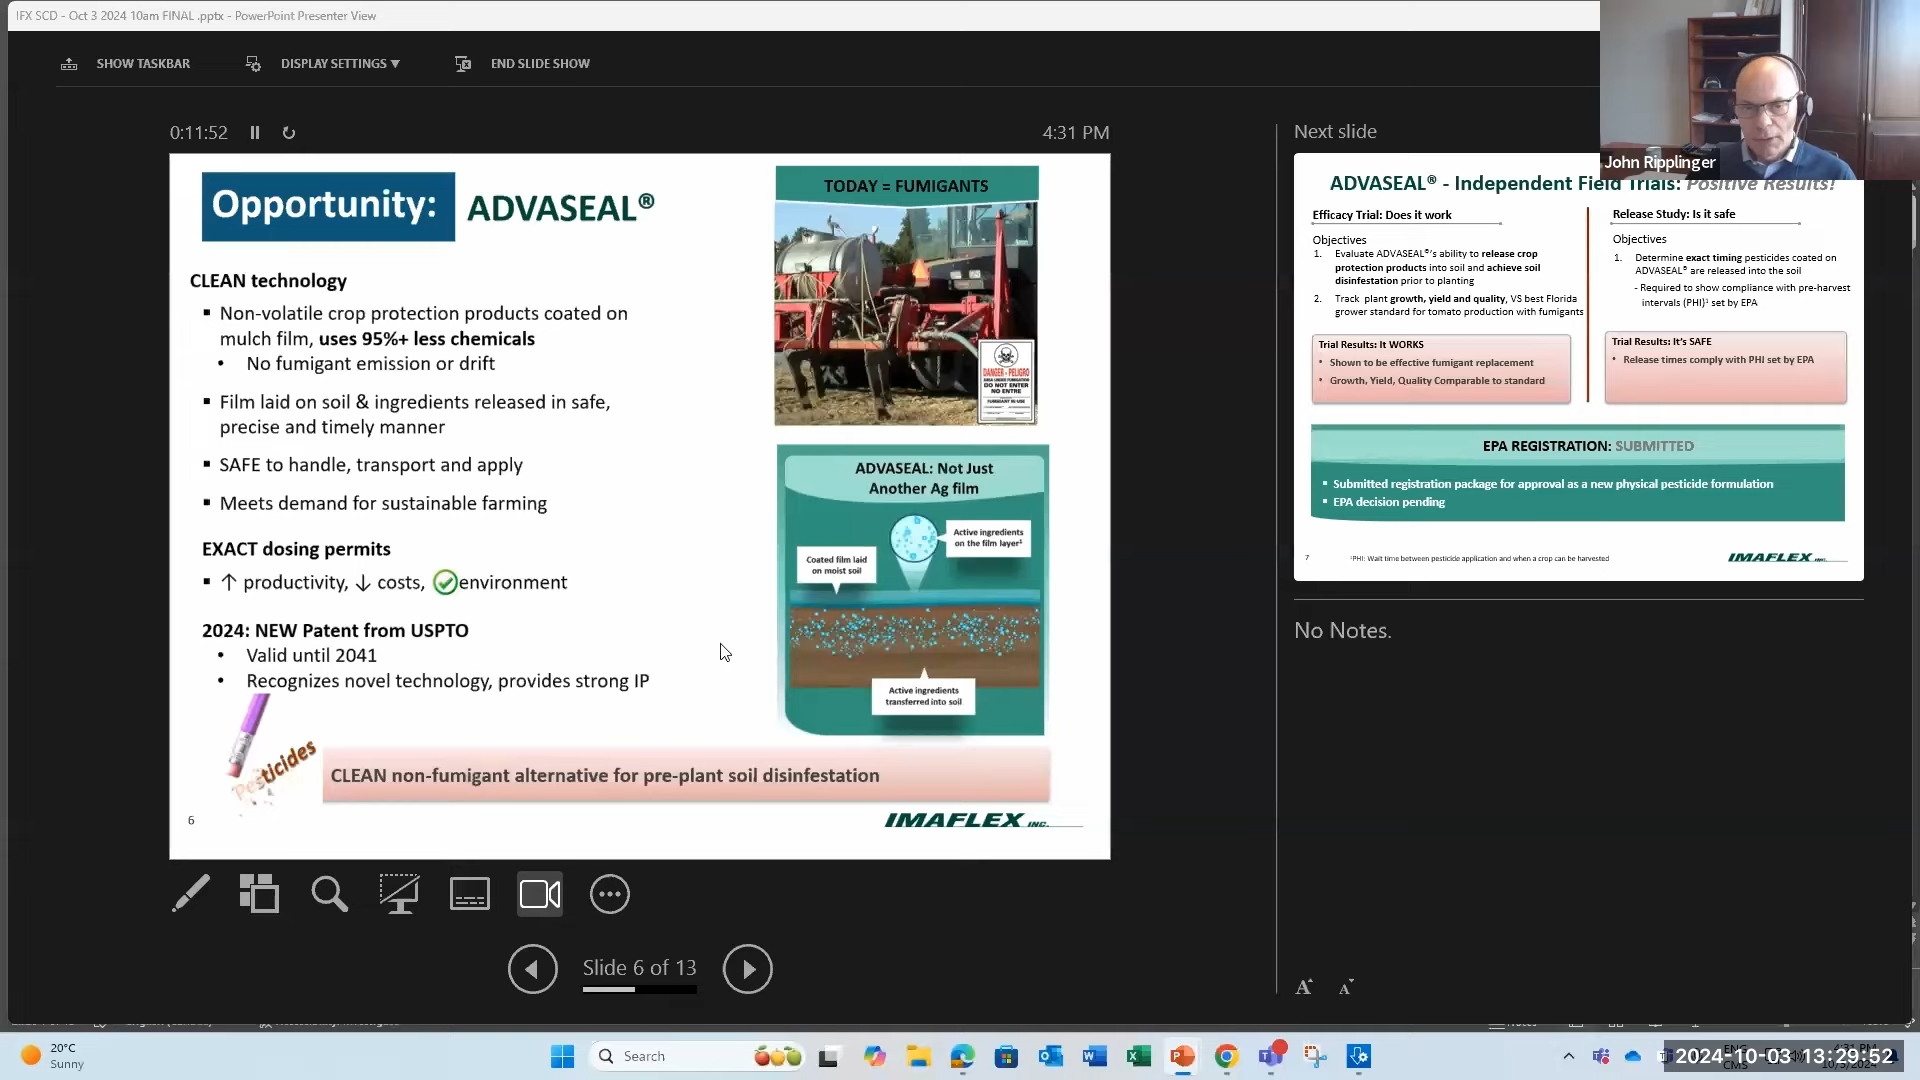 IFX SCD - Oct 3 2024 10am FINAL .pptx - PowerPoint Presenter View
SHOW TASKBAR
DISPLAY SETTINGS ▼
END SLIDE SHOW
John Ripplinger
0:11:52
4:31 PM
Opportunity: ADVASEAL®
CLEAN technology
▪ Non-volatile crop protection products coated on
mulch film, uses 95%+ less chemicals
• No fumigant emission or drift
▪ Film laid on soil & ingredients released in safe,
precise and timely manner
▪ SAFE to handle, transport and apply
▪ Meets demand for sustainable farming
EXACT dosing permits
▪ ↑ productivity, ↓ costs, environment
2024: NEW Patent from USPTO
• Valid until 2041
• Recognizes novel technology, provides strong IP
Pesticides
CLEAN non-fumigant alternative for pre-plant soil disinfestation
6
IMAFLEX INC.
TODAY = FUMIGANTS
DANGER - PELIGRO
DO NOT ENTER
NO ENTRE
ADVASEAL: Not Just
Another Ag film
Active ingredients
on the film layer¹
Coated film laid
on moist soil
Active ingredients
transferred into soil
Slide 6 of 13
Next slide
ADVASEAL® - Independent Field Trials: Positive Results!
Efficacy Trial: Does it work
Objectives
1. Evaluate ADVASEAL®'s ability to release crop
protection products into soil and achieve soil
disinfestation prior to planting
2. Track plant growth, yield and quality, VS best Florida
grower standard for tomato production with fumigants
Trial Results: It WORKS
• Shown to be effective fumigant replacement
• Growth, Yield, Quality Comparable to standard
Release Study: Is it safe
Objectives
1. Determine exact timing pesticides coated on
ADVASEAL® are released into the soil
- Required to show compliance with pre-harvest
intervals (PHI)¹ set by EPA
Trial Results: It's SAFE
• Release times comply with PHI set by EPA
EPA REGISTRATION: SUBMITTED
▪ Submitted registration package for approval as a new physical pesticide formulation
▪ EPA decision pending
7
¹PHI: Wait time between pesticide application and when a crop can be harvested
IMAFLEX INC.
No Notes.
A A
20°C
Sunny
Search
2024-10-03 13:29:52